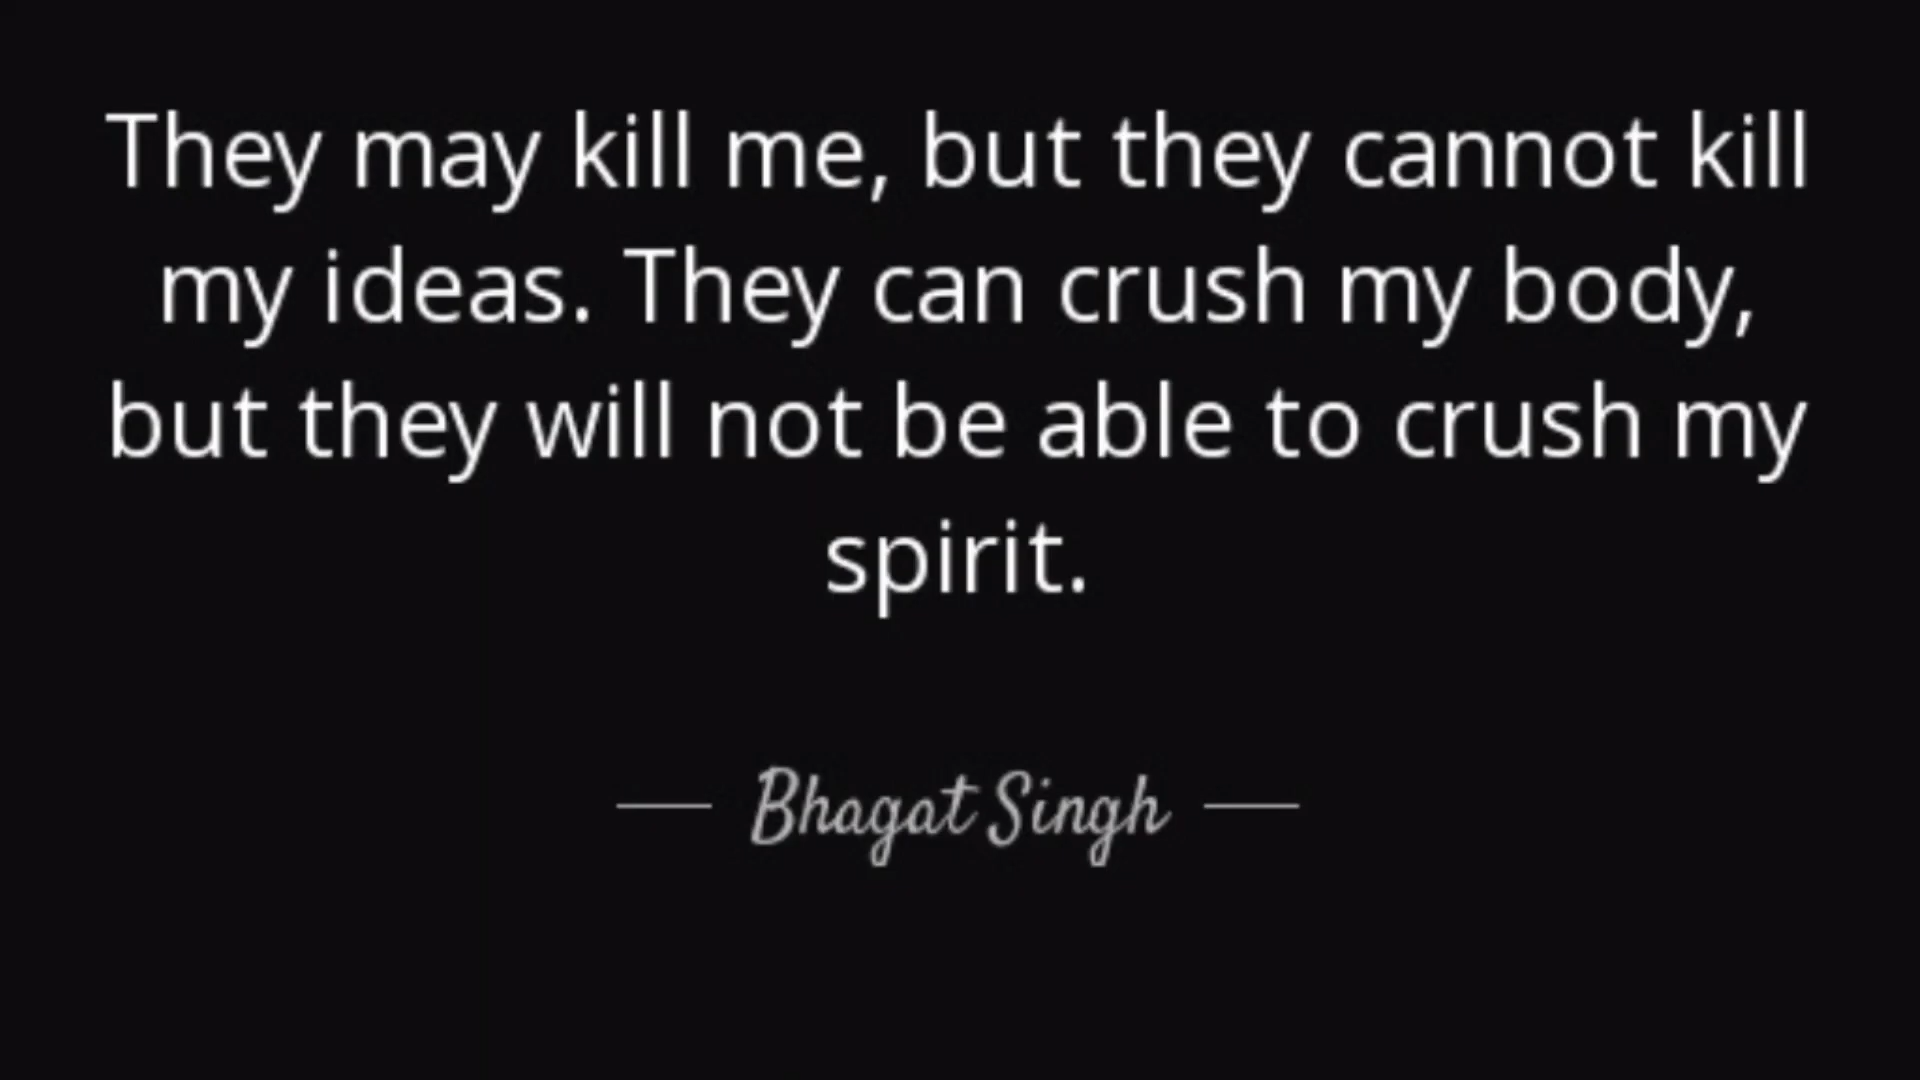 They may kill me, but they cannot kill
my ideas. They can crush my body,
but they will not be able to crush my
spirit.
Bhagat Singh